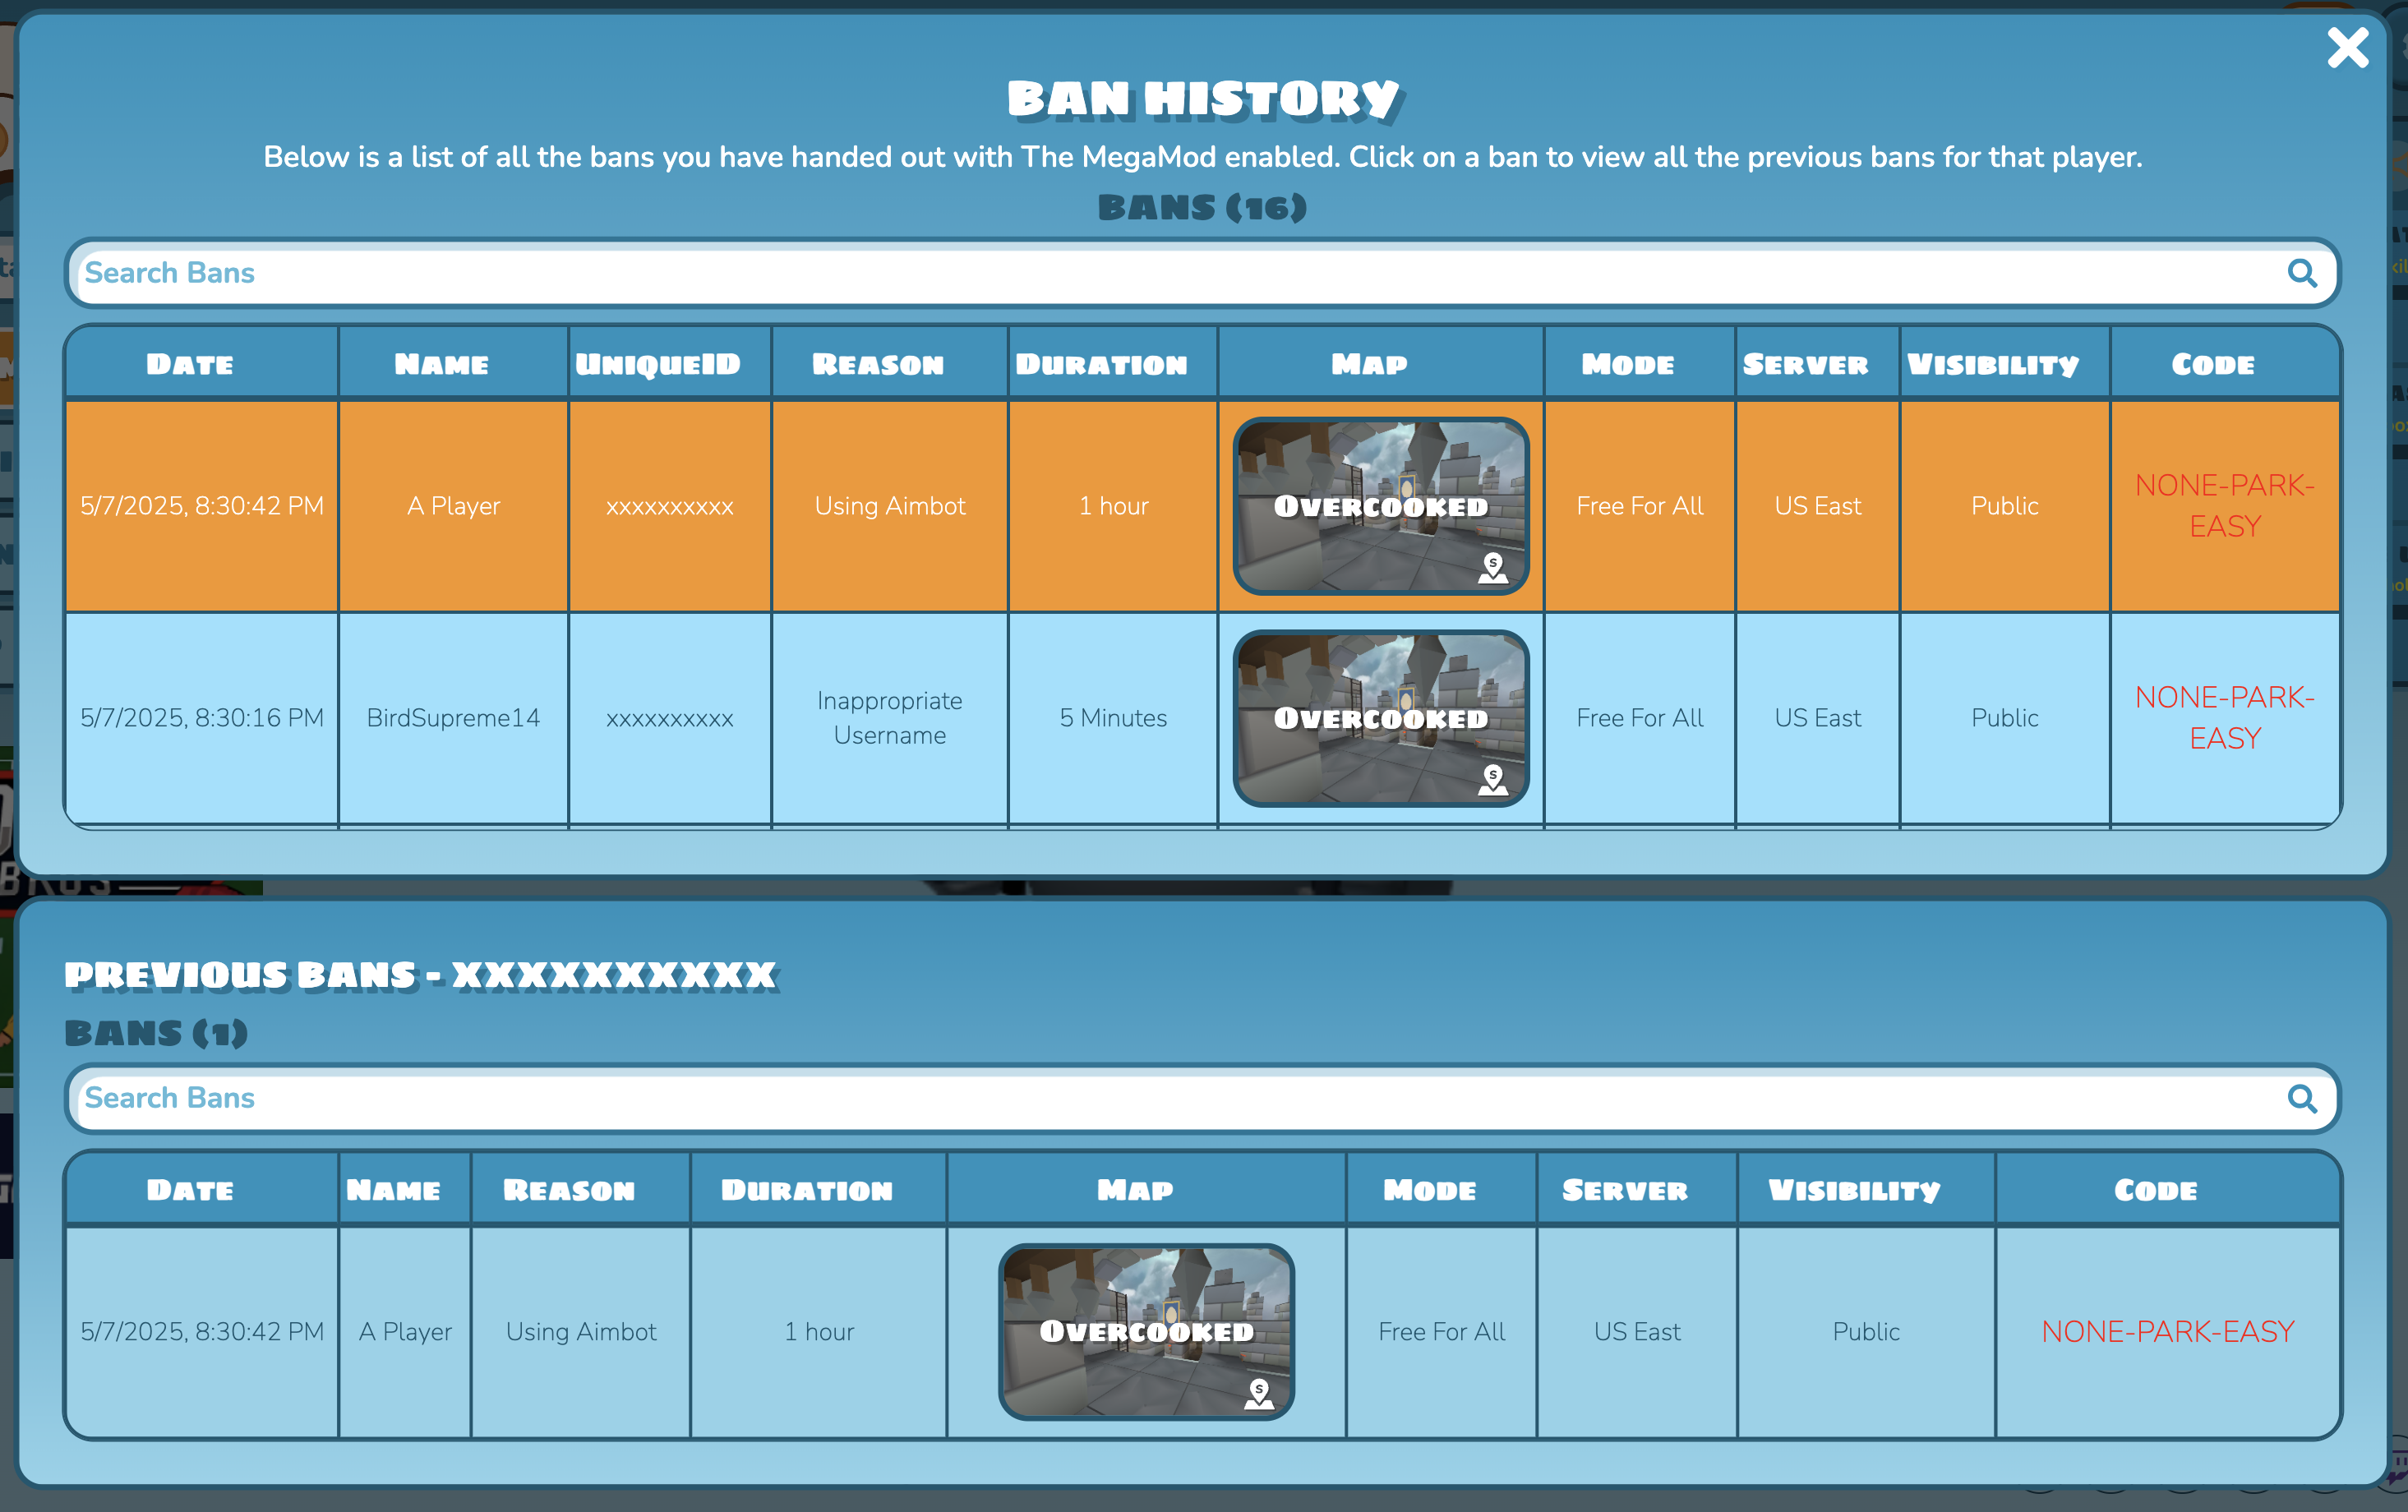 BAN HISTORY
Below is a list of all the bans you have handed out with The MegaMod enabled. Click on a ban to view all the previous bans for that player.
BANS (16)
Search Bans
Date Name UniqueID Reason Duration Map Mode Server Visibility Code
5/7/2025, 8:30:42 PM A Player xxxxxxxxxx Using Aimbot 1 hour Overcooked S Free For All US East Public NONE-PARK-
EASY
5/7/2025, 8:30:16 PM BirdSupreme14 xxxxxxxxxx Inappropriate
Username 5 Minutes Overcooked S Free For All US East Public NONE-PARK-
EASY
PREVIOUS BANS - XXXXXXXXXX
BANS (1)
Search Bans
Date Name Reason Duration Map Mode Server Visibility Code
5/7/2025, 8:30:42 PM A Player Using Aimbot 1 hour Overcooked S Free For All US East Public NONE-PARK-EASY